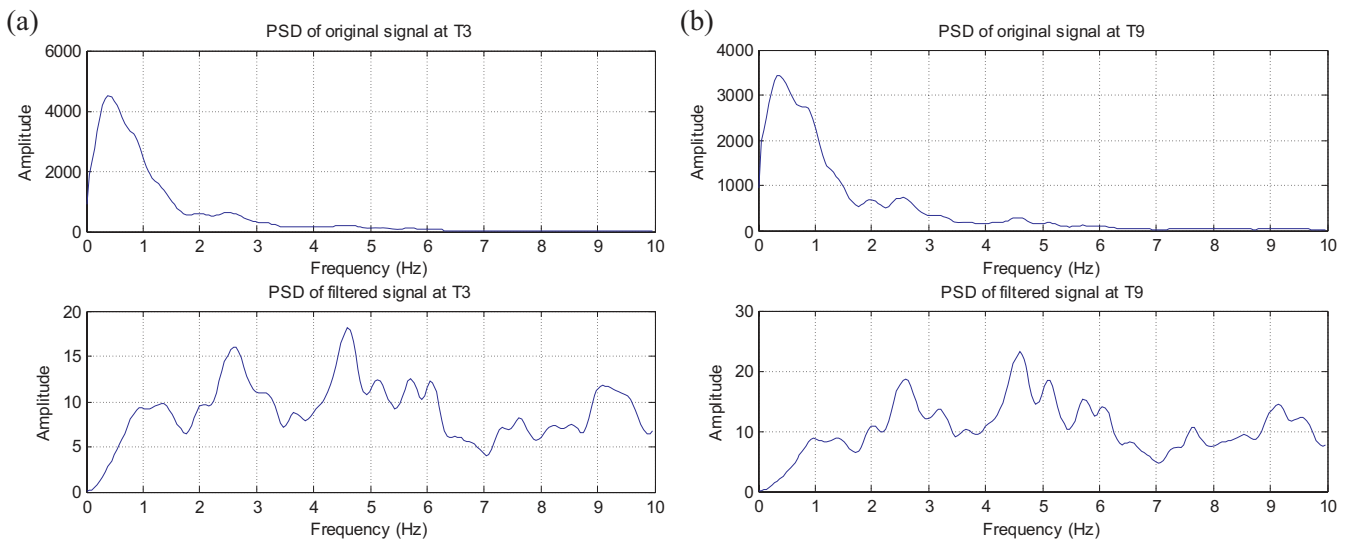 (a)
PSD of original signal at T3
6000
4000
2000
0
Amplitude
0 1 2 3 4 5 6 7 8 9 10
Frequency (Hz)
PSD of filtered signal at T3
20
15
10
5
0
Amplitude
0 1 2 3 4 5 6 7 8 9 10
Frequency (Hz)
(b)
PSD of original signal at T9
4000
3000
2000
1000
0
Amplitude
0 1 2 3 4 5 6 7 8 9 10
Frequency (Hz)
PSD of filtered signal at T9
30
20
10
0
Amplitude
0 1 2 3 4 5 6 7 8 9 10
Frequency (Hz)